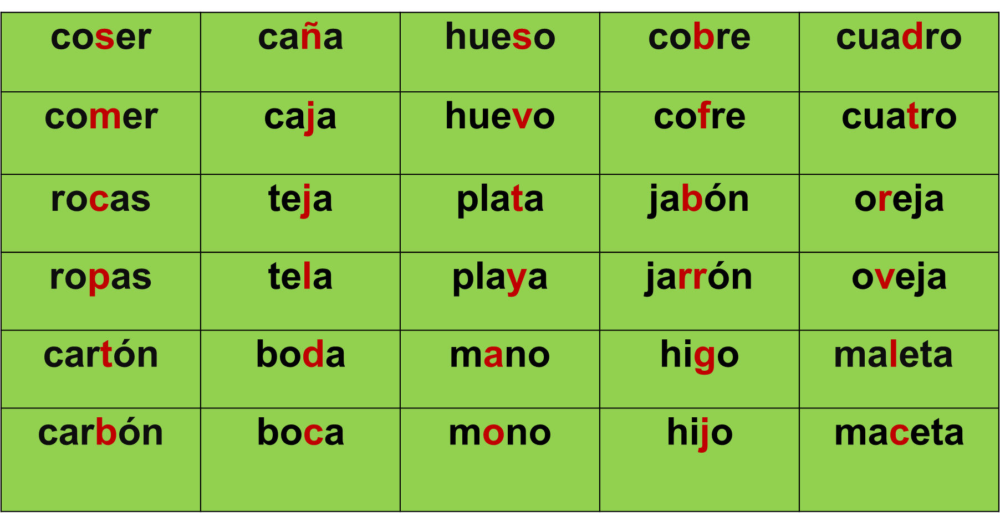 coser caña hueso cobre cuadro
comer caja huevo cofre cuatro
rocas teja plata jabón oreja
ropas tela playa jarrón oveja
cartón boda mano higo maleta
carbón boca mono hijo maceta